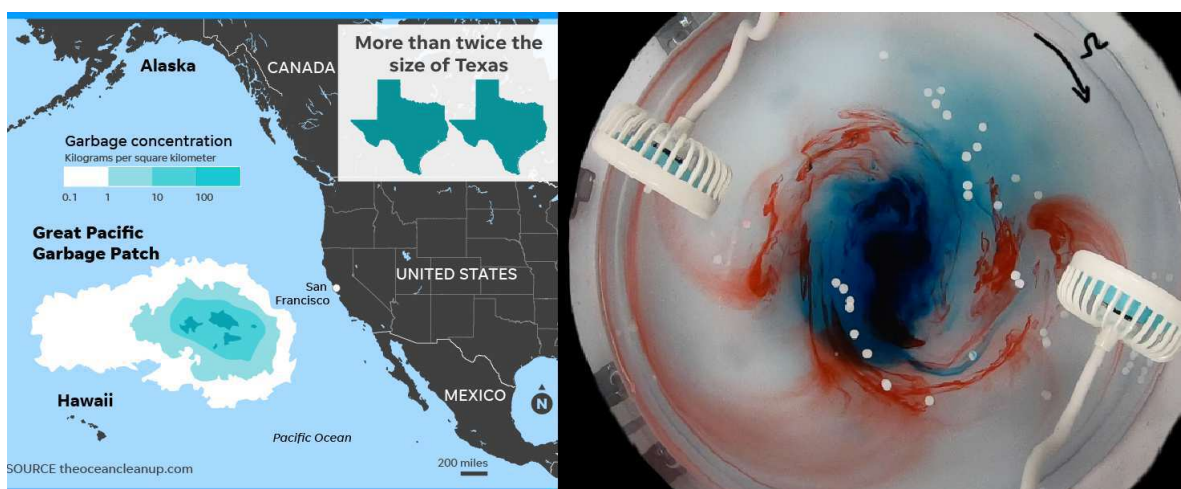 Alaska
CANADA
More than twice the
size of Texas
Garbage concentration
Kilograms per square kilometer
0.1 1 10 100
Great Pacific
Garbage Patch
San
Francisco
UNITED STATES
Hawaii
MEXICO
N
Pacific Ocean
200 miles
SOURCE theoceancleanup.com
Ω